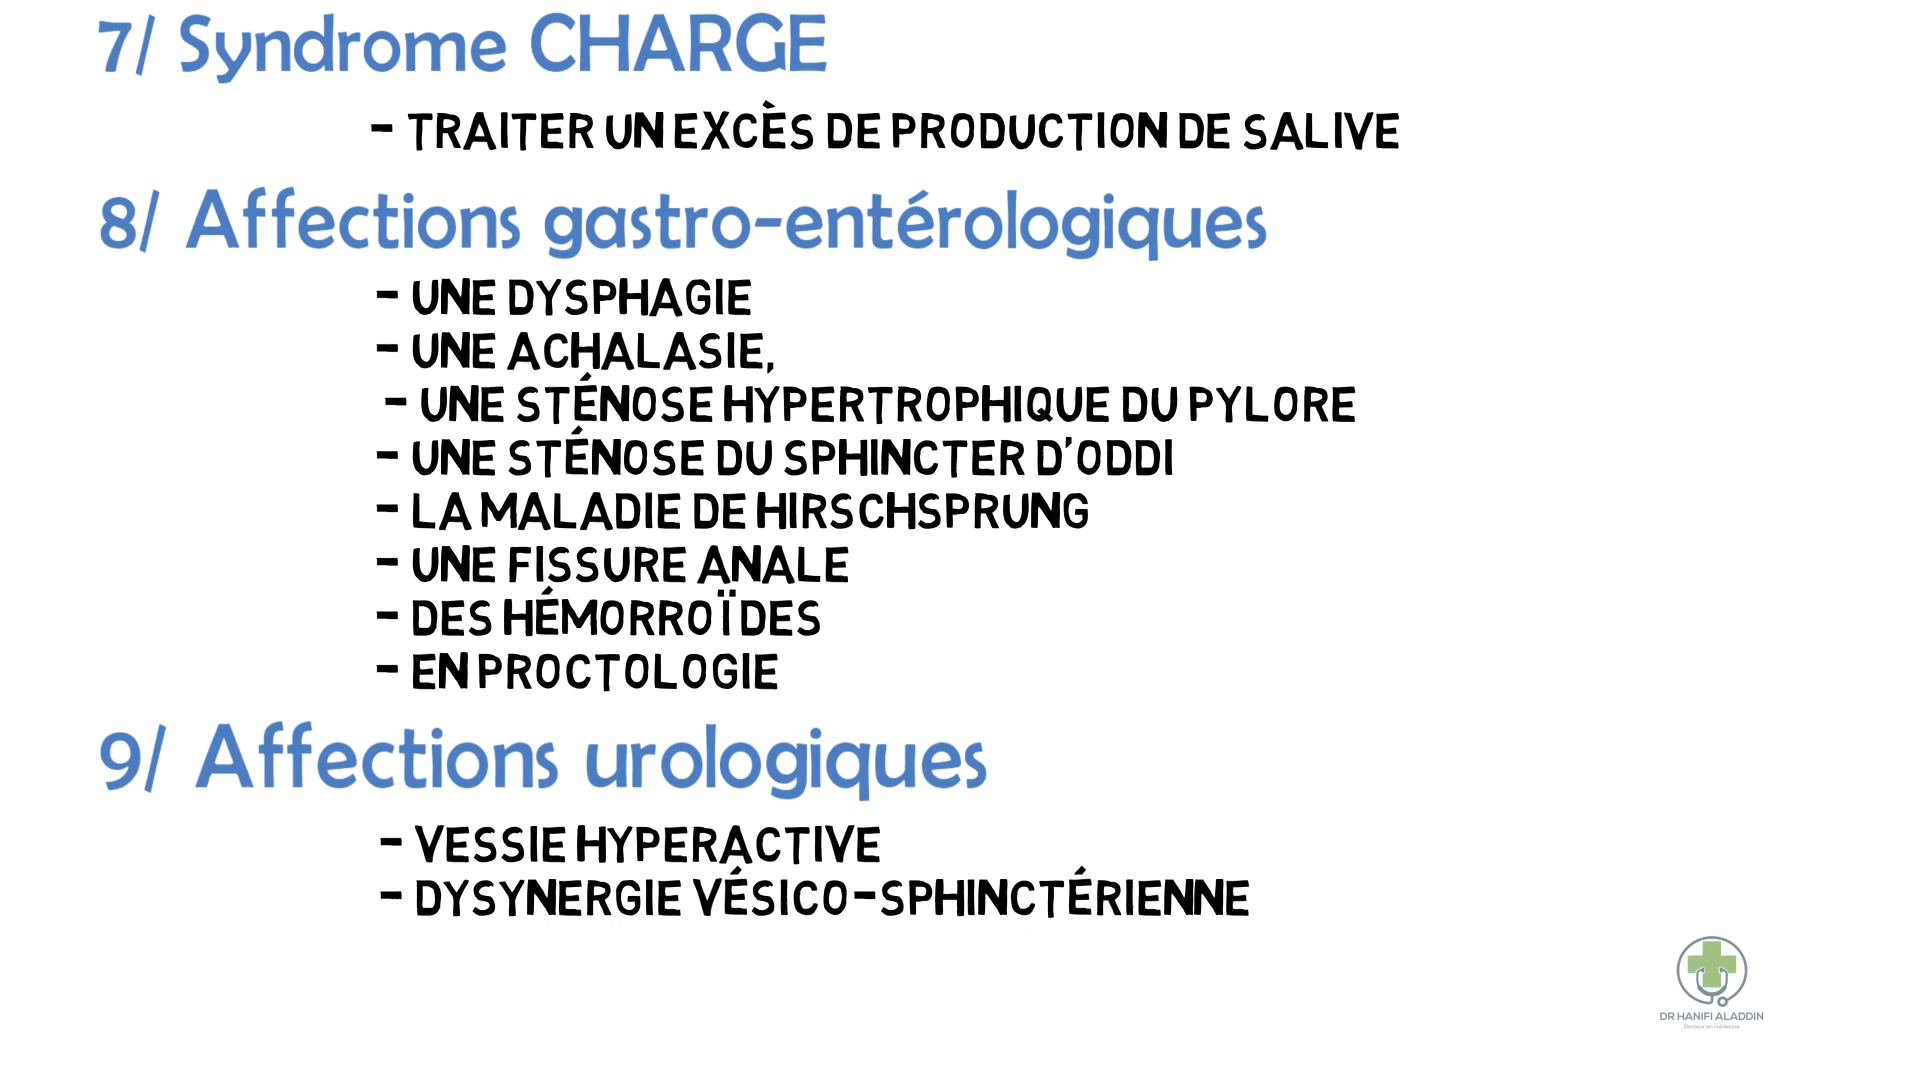 7/ Syndrome CHARGE
- TRAITER UN EXCÈS DE PRODUCTION DE SALIVE
8/ Affections gastro-entérologiques
- UNE DYSPHAGIE
- UNE ACHALASIE,
- UNE STÉNOSE HYPERTROPHIQUE DU PYLORE
- UNE STÉNOSE DU SPHINCTER D'ODDI
- LA MALADIE DE HIRSCHSPRUNG
- UNE FISSURE ANALE
- DES HÉMORROÏDES
- EN PROCTOLOGIE
9/ Affections urologiques
- VESSIE HYPERACTIVE
- DYSYNERGIE VÉSICO-SPHINCTÉRIENNE
DR HANIFI ALADDIN
Docteur en médecine